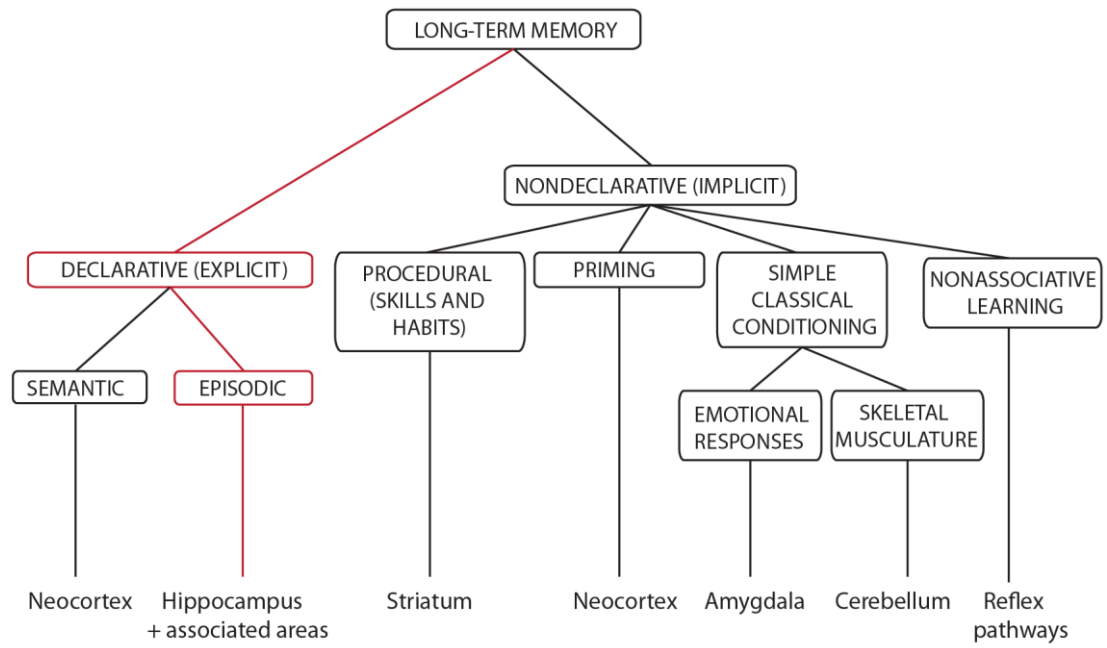 LONG-TERM MEMORY
NONDECLARATIVE (IMPLICIT)
DECLARATIVE (EXPLICIT)
PROCEDURAL
(SKILLS AND
HABITS)
PRIMING
SIMPLE
CLASSICAL
CONDITIONING
NONASSOCIATIVE
LEARNING
SEMANTIC
EPISODIC
EMOTIONAL
RESPONSES
SKELETAL
MUSCULATURE
Neocortex
Hippocampus
+ associated areas
Striatum
Neocortex
Amygdala
Cerebellum
Reflex
pathways